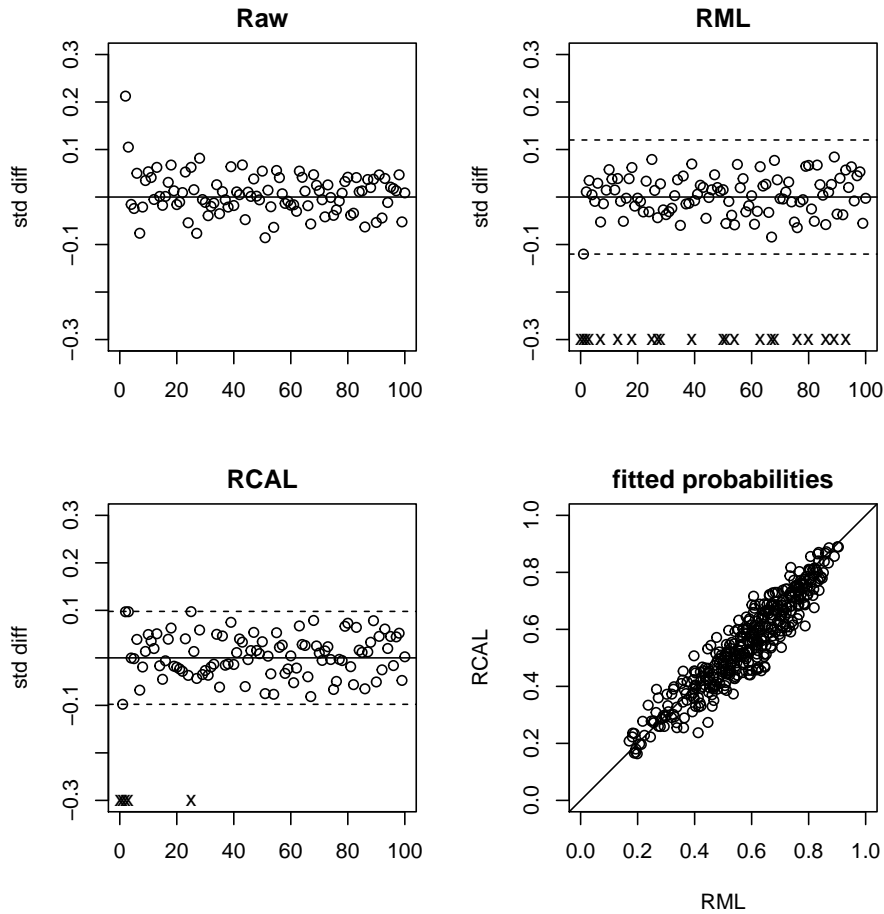 Raw
std diff
0.3
0.1
−0.1
−0.3
0 20 40 60 80 100
RML
std diff
0.3
0.1
−0.1
−0.3
x x x x x x x x x x x x x x x x x x x x x
0 20 40 60 80 100
RCAL
std diff
0.3
0.2
0.1
−0.1
−0.3
x x x x x
0 20 40 60 80 100
fitted probabilities
RCAL
1.0
0.8
0.6
0.4
0.2
0.0
0.0 0.2 0.4 0.6 0.8 1.0
RML